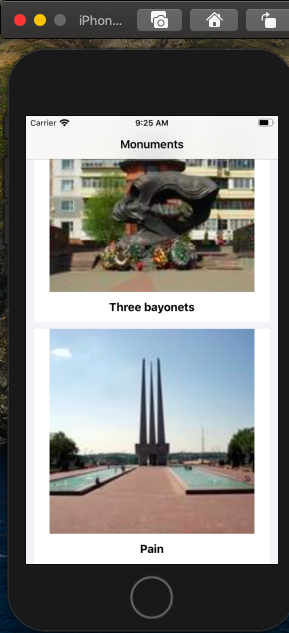 iPhon...
Carrier
9:25 AM
Monuments
Three bayonets
Pain